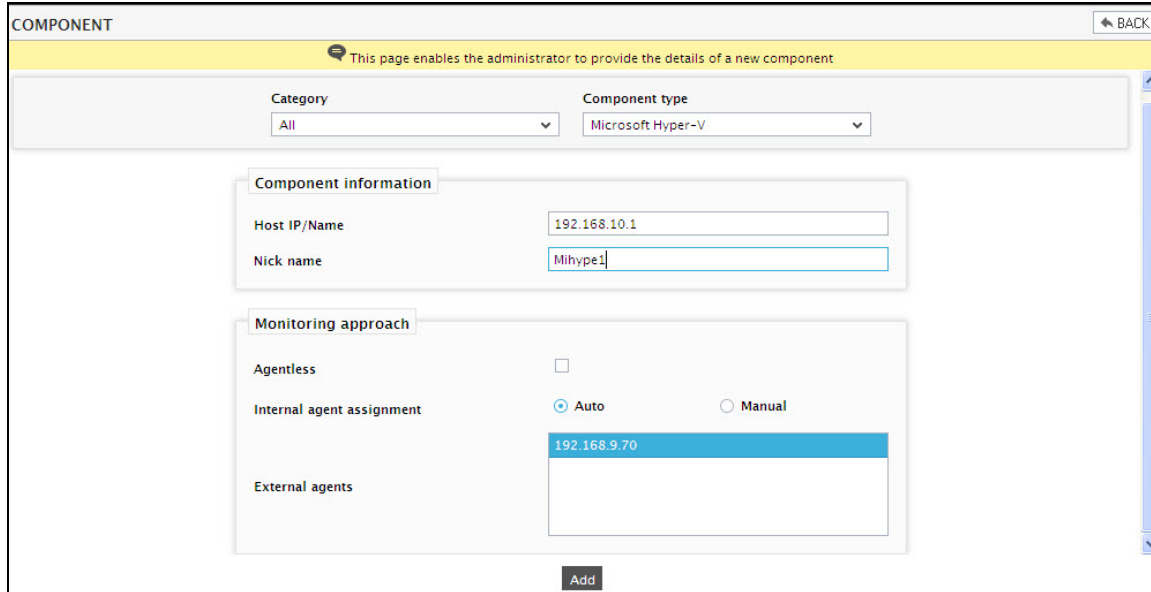 COMPONENT
BACK
This page enables the administrator to provide the details of a new component
Category Component type
All Microsoft Hyper-V
Component information
Host IP/Name 192.168.10.1
Nick name Mihype1
Monitoring approach
Agentless
Internal agent assignment Auto Manual
192.168.9.70
External agents
Add